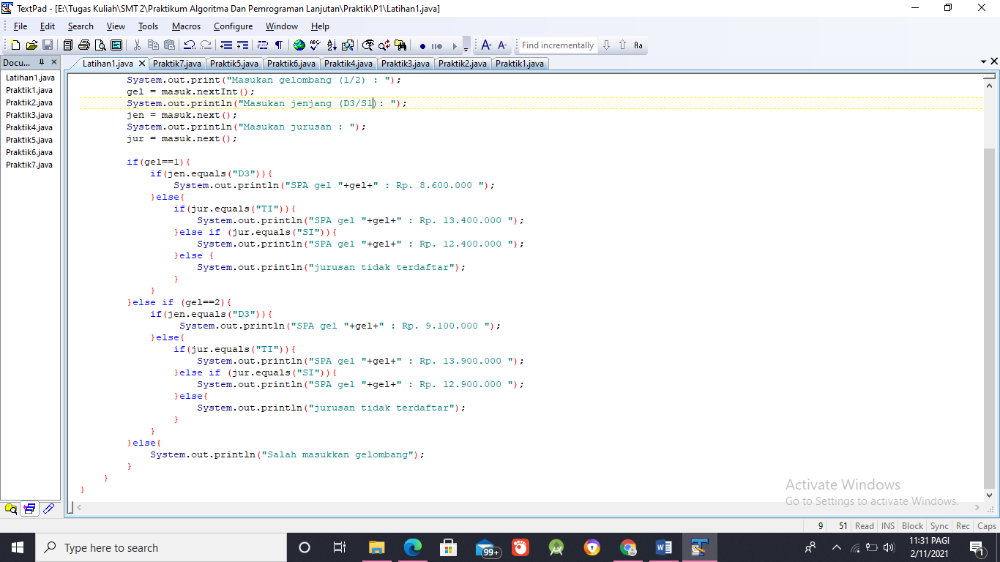 TextPad - [E:\Tugas Kuliah\SMT 2\Praktikum Algoritma Dan Pemrograman Lanjutan\Praktik\P1\Latihan1.java]
File Edit Search View Tools Macros Configure Window Help
Find incrementally
Docu...
Latihan1.java Praktik7.java Praktik5.java Praktik6.java Praktik4.java Praktik3.java Praktik2.java Praktik1.java
Latihan1.java
Praktik1.java
Praktik2.java
Praktik3.java
Praktik4.java
Praktik5.java
Praktik6.java
Praktik7.java
System.out.print("Masukan gelombang (1/2) : ");
gel = masuk.nextInt();
System.out.println("Masukan jenjang (D3/S1): ");
jen = masuk.next();
System.out.println("Masukan jurusan : ");
jur = masuk.next();
if(gel==1){
if(jen.equals("D3")){
System.out.println("SPA gel "+gel+" : Rp. 8.600.000 ");
}else{
if(jur.equals("TI")){
System.out.println("SPA gel "+gel+" : Rp. 13.400.000 ");
}else if (jur.equals("SI")){
System.out.println("SPA gel "+gel+" : Rp. 12.400.000 ");
}else {
System.out.println("jurusan tidak terdaftar");
}
}
}else if (gel==2){
if(jen.equals("D3")){
System.out.println("SPA gel "+gel+" : Rp. 9.100.000 ");
}else{
if(jur.equals("TI")){
System.out.println("SPA gel "+gel+" : Rp. 13.900.000 ");
}else if (jur.equals("SI")){
System.out.println("SPA gel "+gel+" : Rp. 12.900.000 ");
}else{
System.out.println("jurusan tidak terdaftar");
}
}
}else{
System.out.println("Salah masukkan gelombang");
}
}
}
Activate Windows
Go to Settings to activate Windows.
9 51 Read INS Block Sync Rec Caps
Type here to search
99+
11:31 PAGI
2/11/2021
1